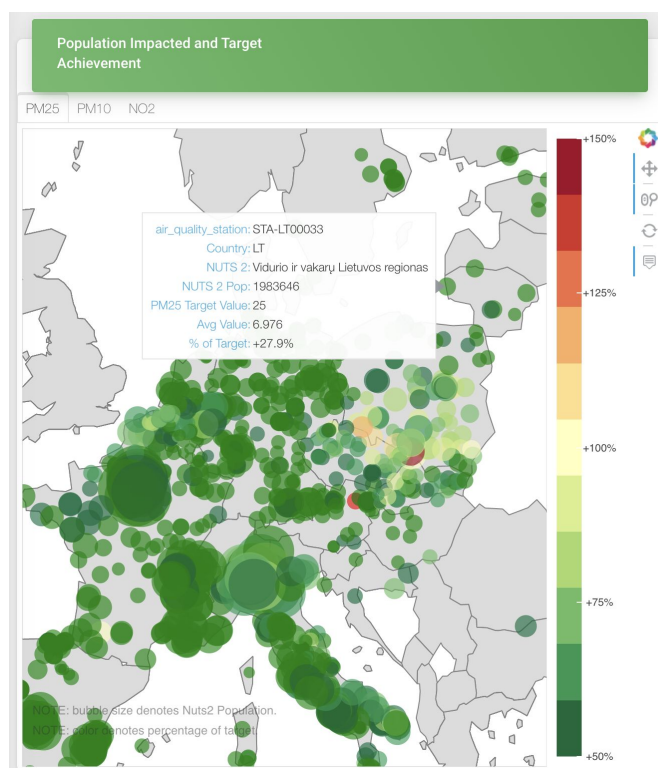 Population Impacted and Target
Achievement
PM25 PM10 NO2
+150%
air_quality_station: STA-LT00033
Country: LT
NUTS 2: Vidurio ir vakarų Lietuvos regionas
NUTS 2 Pop: 1983646
PM25 Target Value: 25
Avg Value: 6.976
% of Target: +27.9%
+125%
+100%
+75%
NOTE: bubble size denotes Nuts2 Population.
NOTE: color denotes percentage of target.
+50%